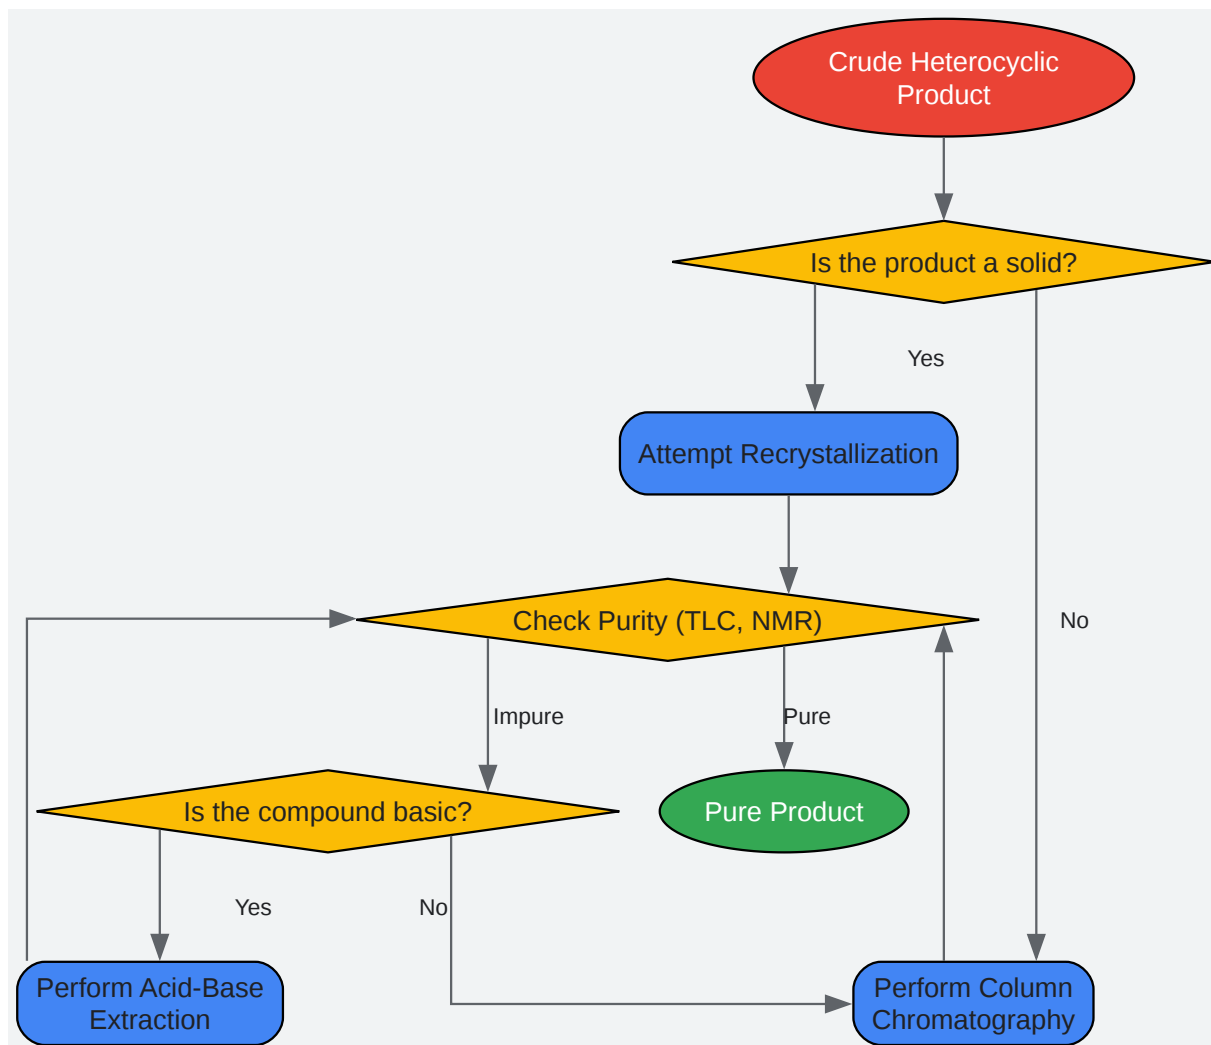 Crude Heterocyclic
Product
Is the product a solid?
Yes
Attempt Recrystallization
Check Purity (TLC, NMR)
No
Impure
Pure
Is the compound basic?
Pure Product
Yes
No
Perform Acid-Base
Extraction
Perform Column
Chromatography